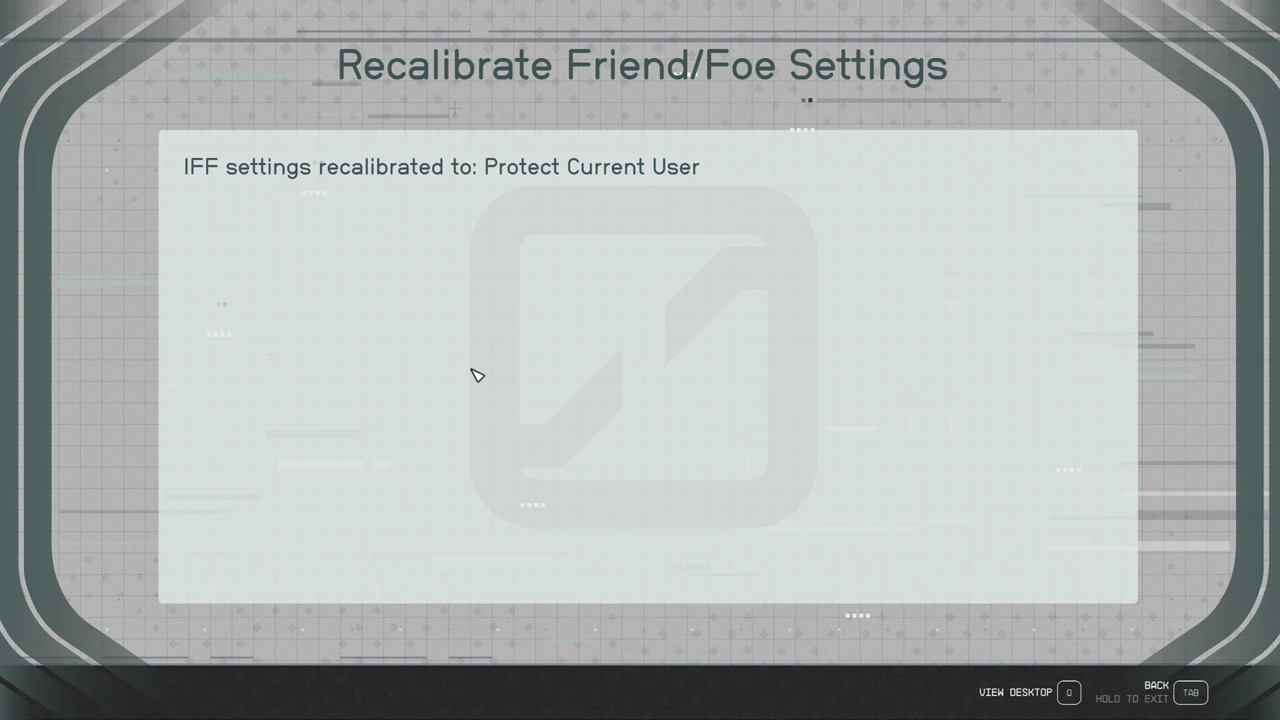 Recalibrate Friend/Foe Settings
IFF settings recalibrated to: Protect Current User
VIEW DESKTOP Q
BACK
HOLD TO EXIT TAB